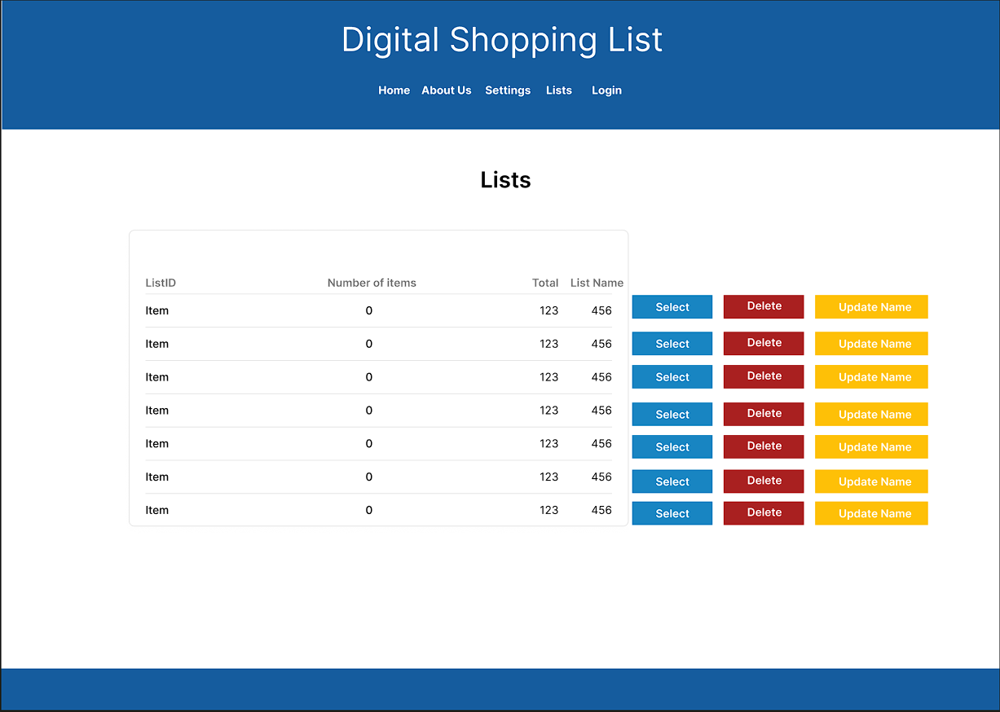 Digital Shopping List
Home About Us Settings Lists Login
Lists
ListID Number of items Total List Name
Item 0 123 456 Select Delete Update Name
Item 0 123 456 Select Delete Update Name
Item 0 123 456 Select Delete Update Name
Item 0 123 456 Select Delete Update Name
Item 0 123 456 Select Delete Update Name
Item 0 123 456 Select Delete Update Name
Item 0 123 456 Select Delete Update Name